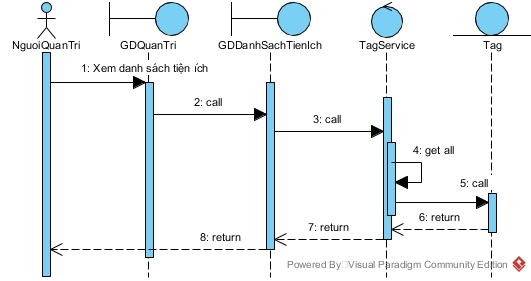 NguoiQuanTri
GDQuanTri
GDDanhSachTienIch
TagService
Tag
1: Xem danh sách tiện ích
2: call
3: call
4: get all
5: call
6: return
7: return
8: return
Powered By Visual Paradigm Community Edition